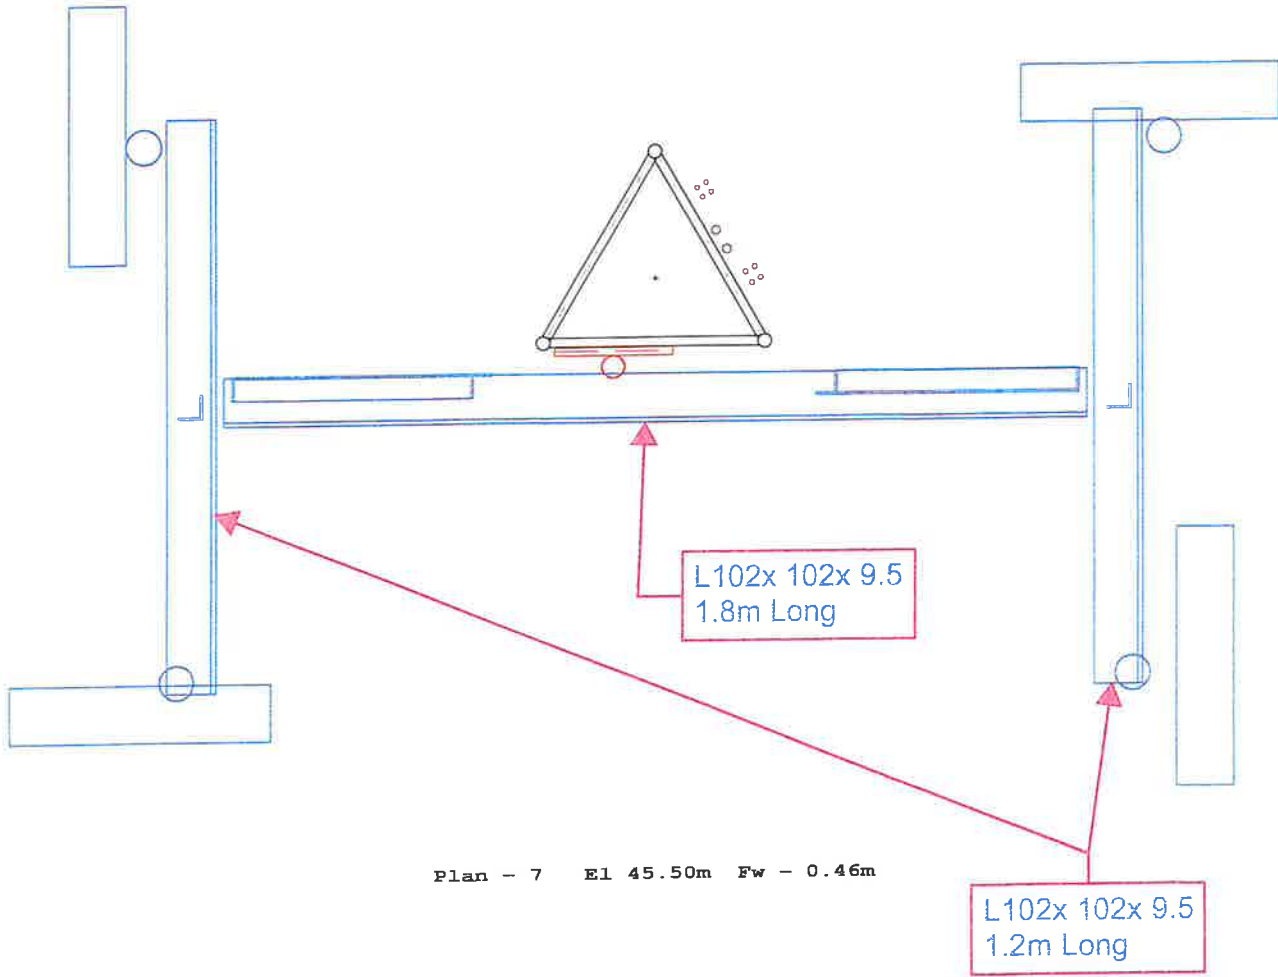 L102x 102x 9.5
1.8m Long
Plan - 7 El 45.50m Fw - 0.46m
L102x 102x 9.5
1.2m Long